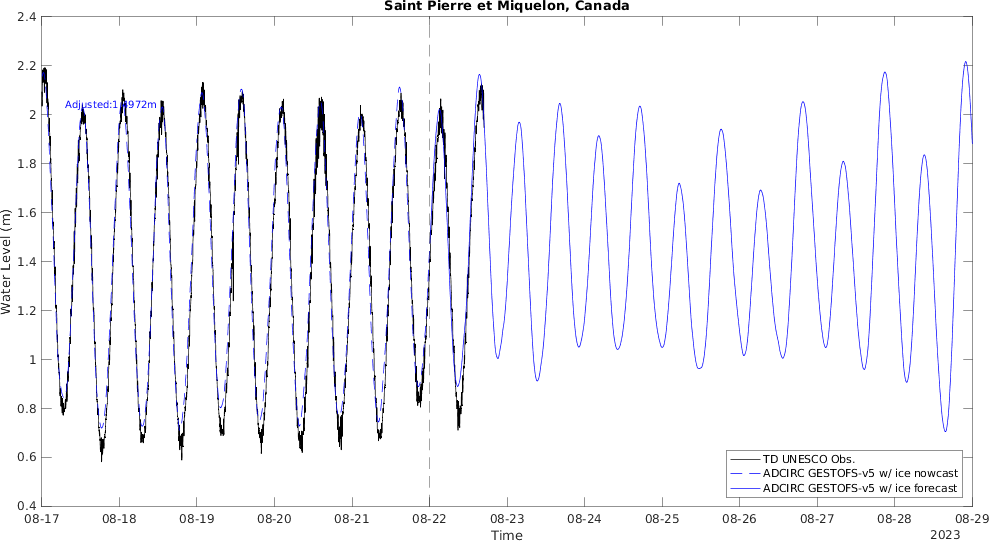 Saint Pierre et Miquelon, Canada
2.4
2.2
2
1.8
1.6
1.4
1.2
1
0.8
0.6
0.4
Water Level (m)
TD UNESCO Obs.
ADCIRC GESTOFS-v5 w/ ice nowcast
ADCIRC GESTOFS-v5 w/ ice forecast
08-17 08-18 08-19 08-20 08-21 08-22 08-23 08-24 08-25 08-26 08-27 08-28 08-29
Time
2023